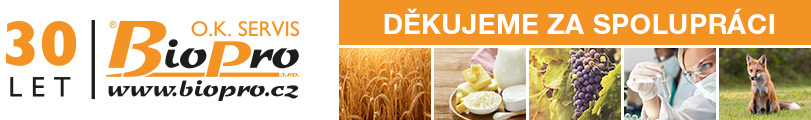 30
LET
O.K. SERVIS
BioPro®
s.r.o.
www.biopro.cz
DĚKUJEME ZA SPOLUPRÁCI